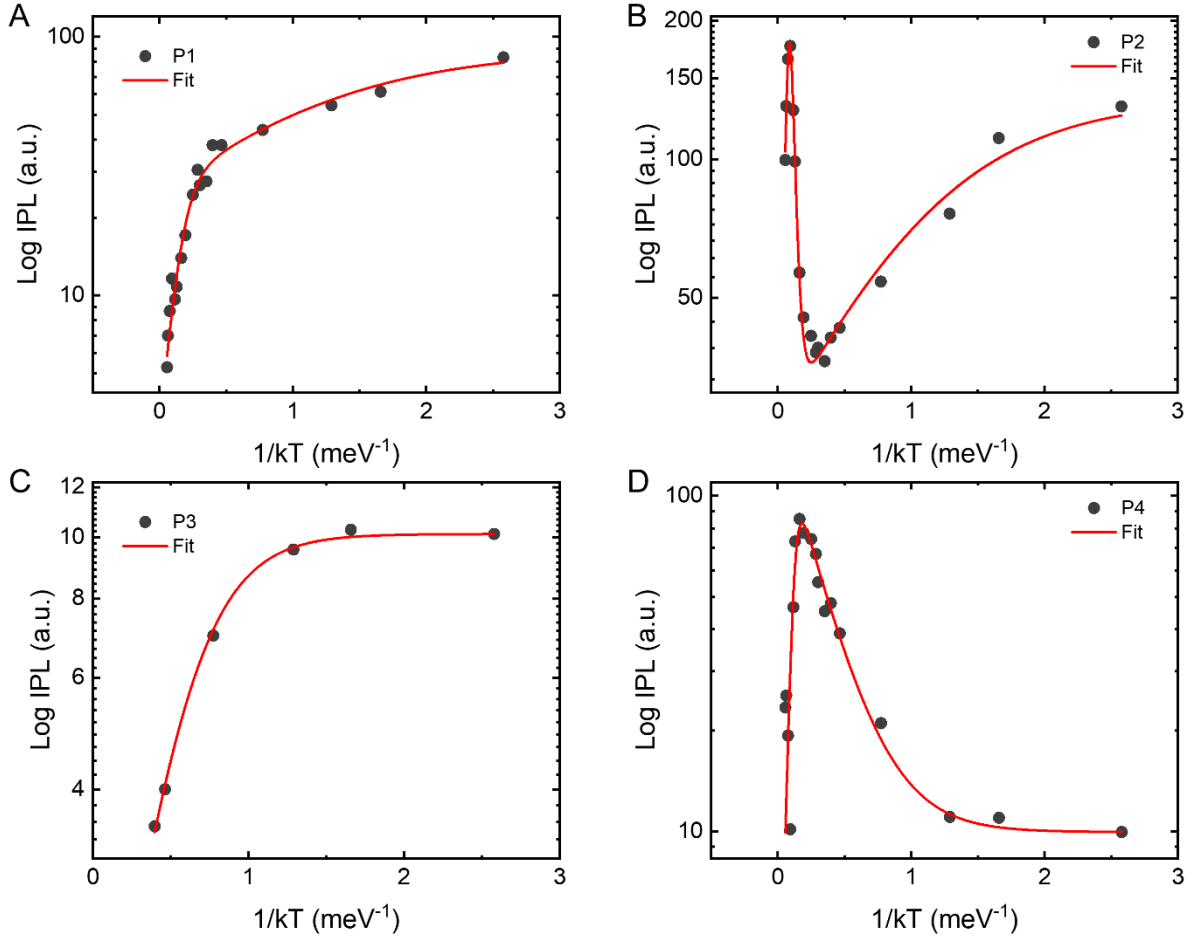 A
100
10
Log IPL (a.u.)
P1
Fit
0
1
2
3
1/kT (meV⁻¹)
B
200
150
100
50
Log IPL (a.u.)
P2
Fit
0
1
2
3
1/kT (meV⁻¹)
C
12
10
8
6
4
Log IPL (a.u.)
P3
Fit
0
1
2
3
1/kT (meV⁻¹)
D
100
10
Log IPL (a.u.)
P4
Fit
0
1
2
3
1/kT (meV⁻¹)